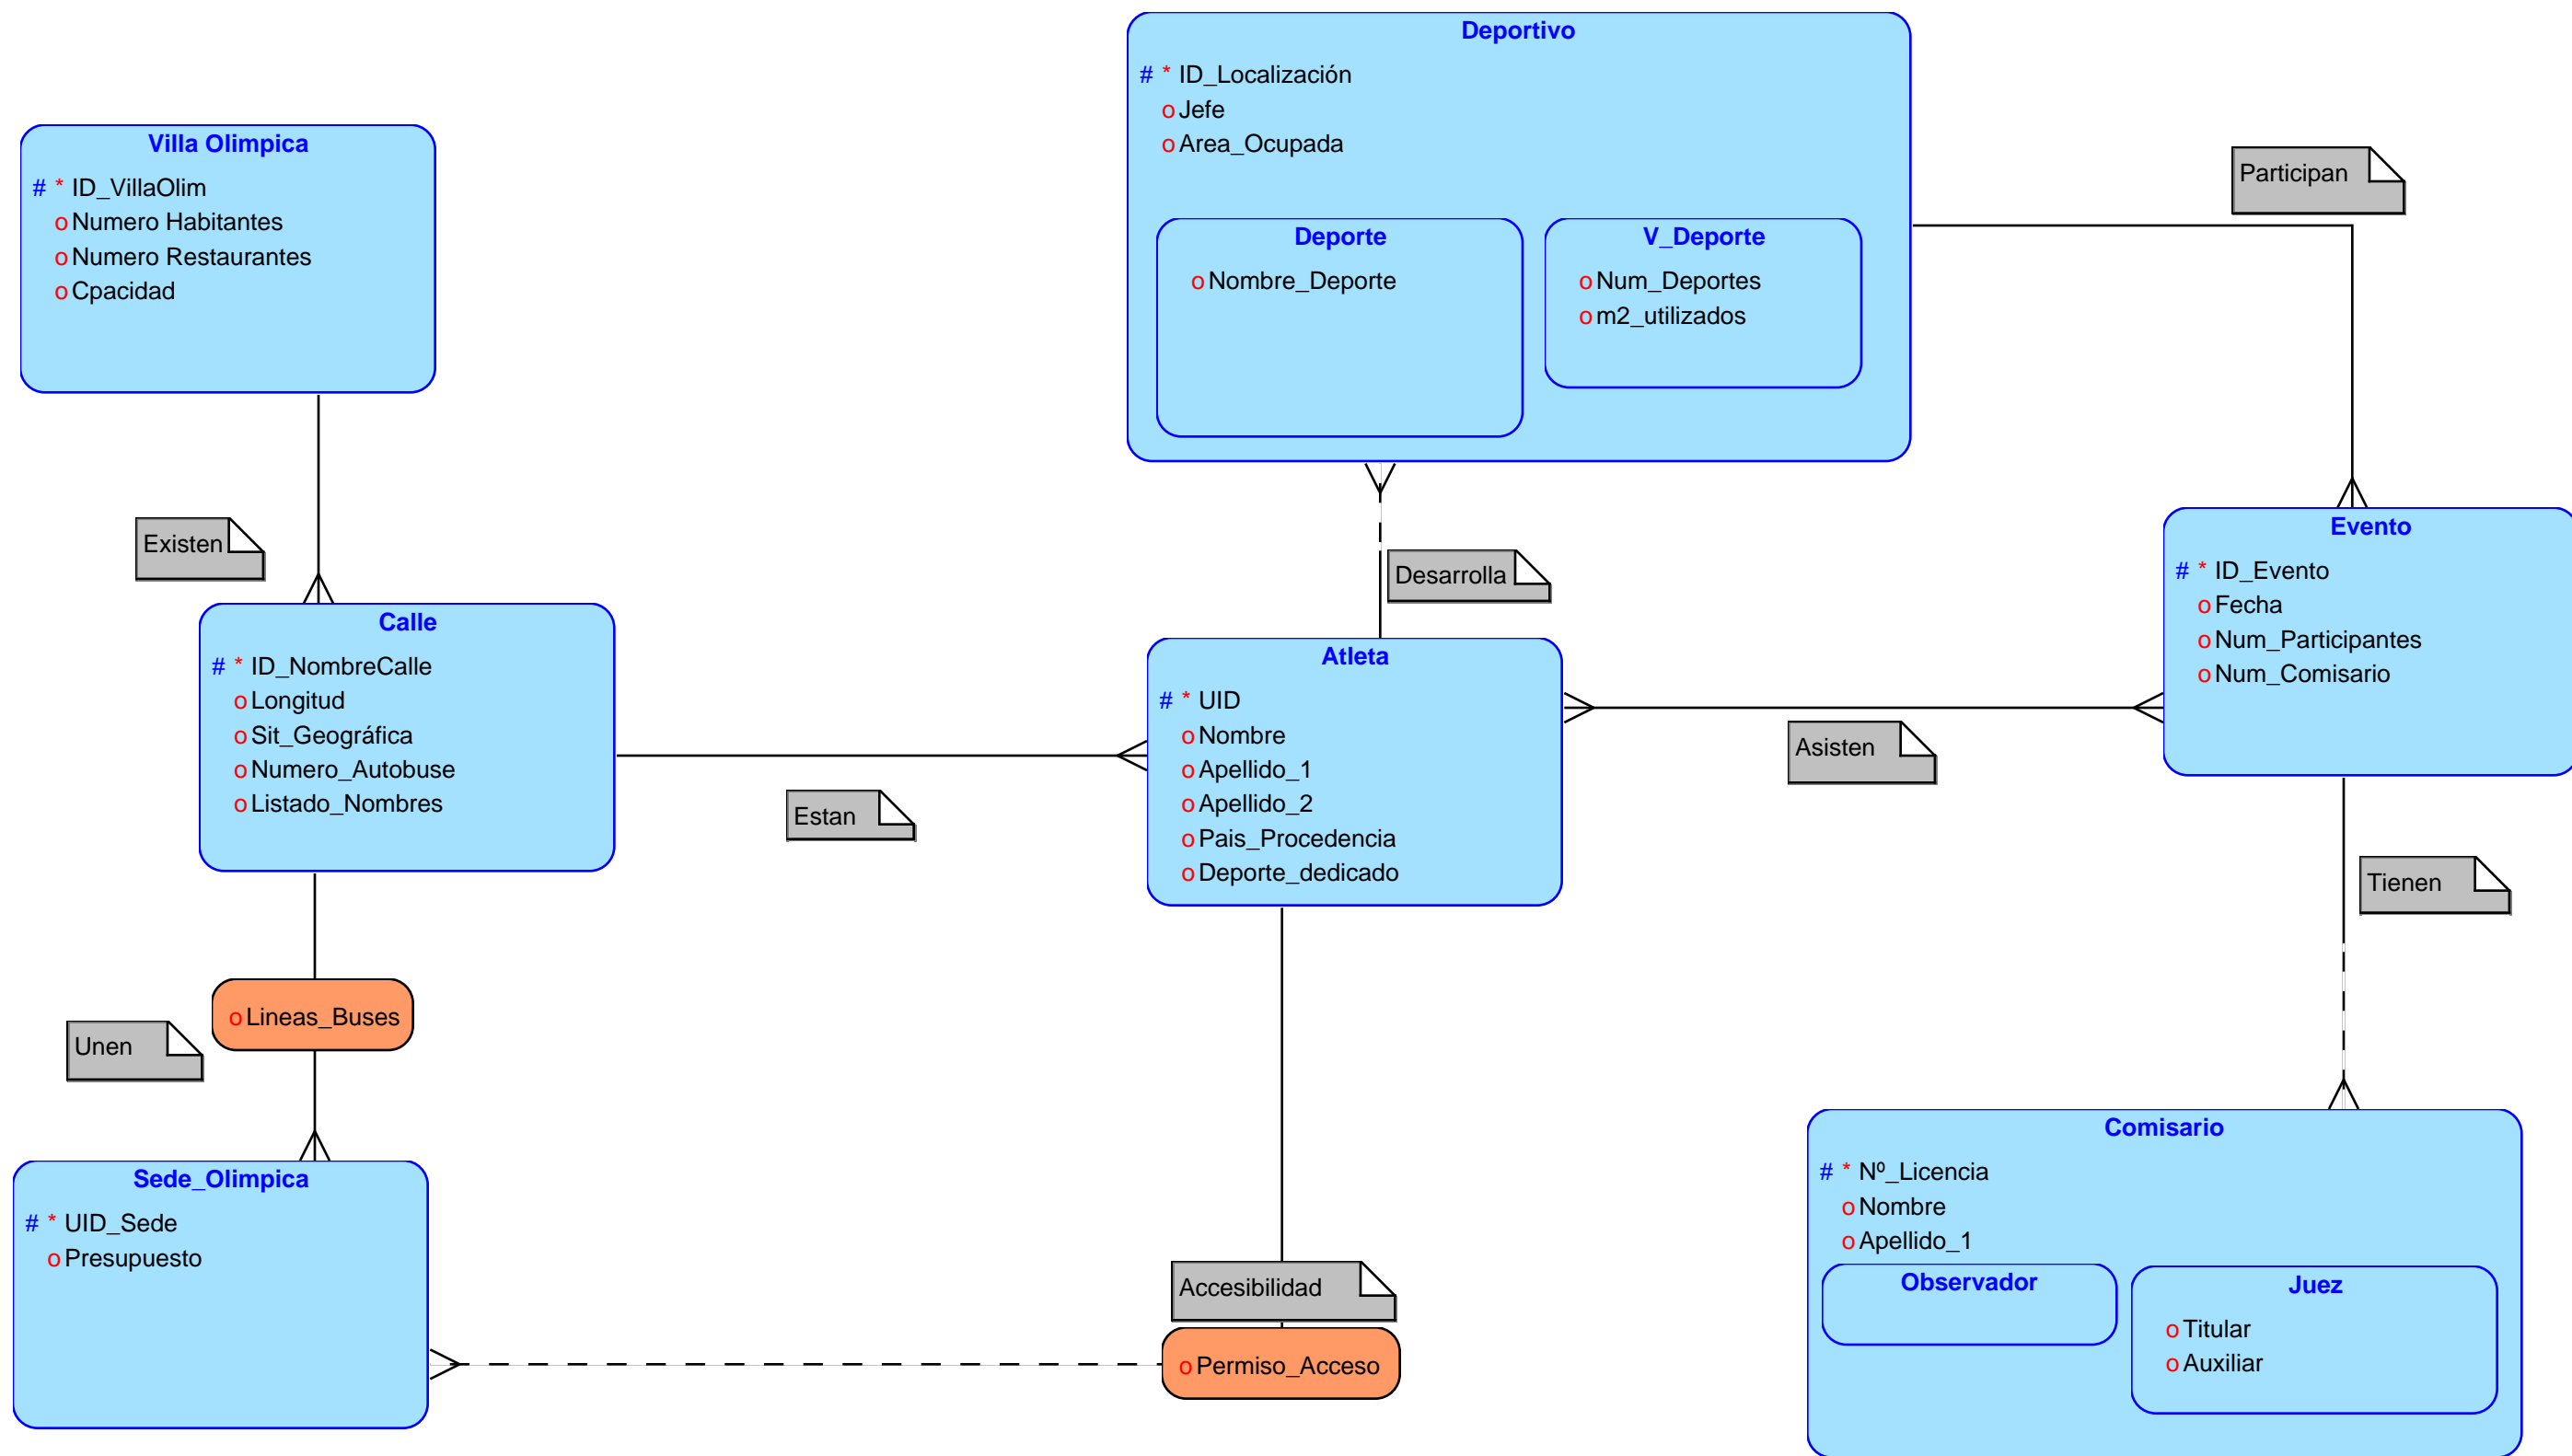 Deportivo
# * ID_Localización
o Jefe
o Area_Ocupada
Deporte
o Nombre_Deporte
V_Deporte
o Num_Deportes
o m2_utilizados
Villa Olimpica
# * ID_VillaOlim
o Numero Habitantes
o Numero Restaurantes
o Cpacidad
Participan
Existen
Desarrolla
Evento
# * ID_Evento
o Fecha
o Num_Participantes
o Num_Comisario
Calle
# * ID_NombreCalle
o Longitud
o Sit_Geográfica
o Numero_Autobuse
o Listado_Nombres
Atleta
# * UID
o Nombre
o Apellido_1
o Apellido_2
o Pais_Procedencia
o Deporte_dedicado
Asisten
Estan
Tienen
o Lineas_Buses
Unen
Sede_Olimpica
# * UID_Sede
o Presupuesto
Accesibilidad
o Permiso_Acceso
Comisario
# * Nº_Licencia
o Nombre
o Apellido_1
Observador
Juez
o Titular
o Auxiliar